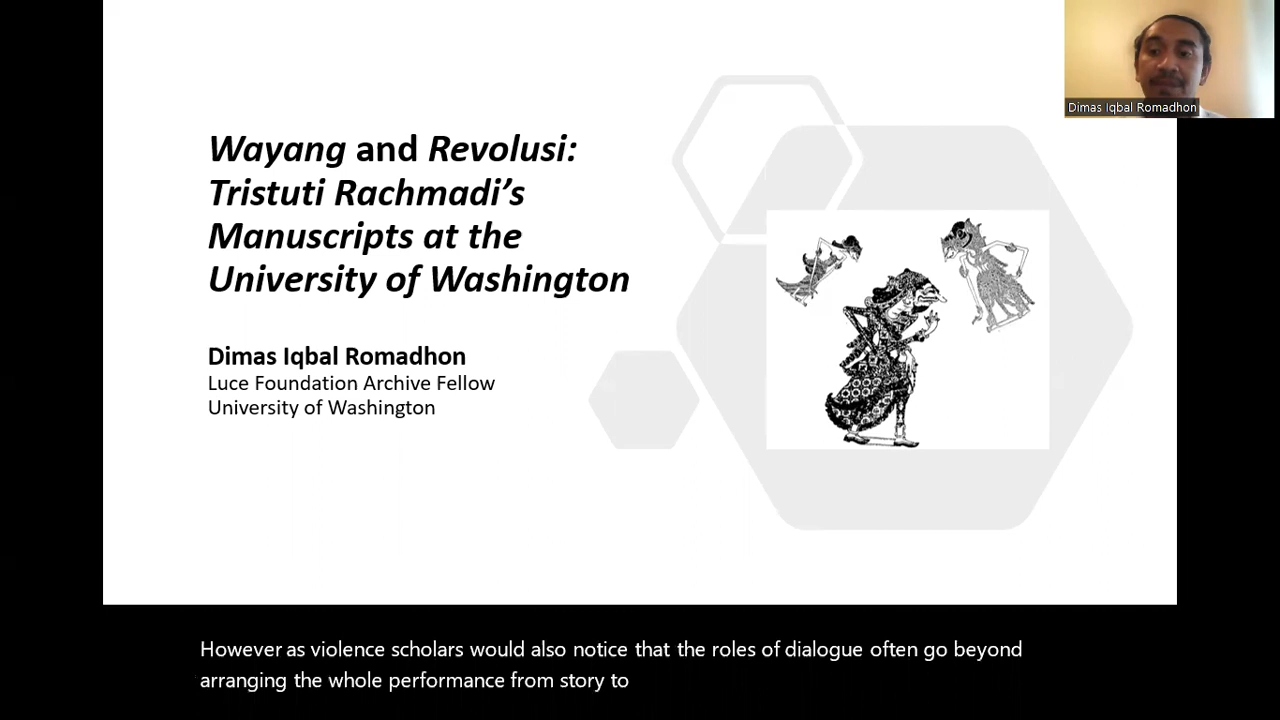 Wayang and Revolusi:
Tristuti Rachmadi's
Manuscripts at the
University of Washington
Dimas Iqbal Romadhon
Luce Foundation Archive Fellow
University of Washington
Dimas Iqbal Romadhon
However as violence scholars would also notice that the roles of dialogue often go beyond
arranging the whole performance from story to